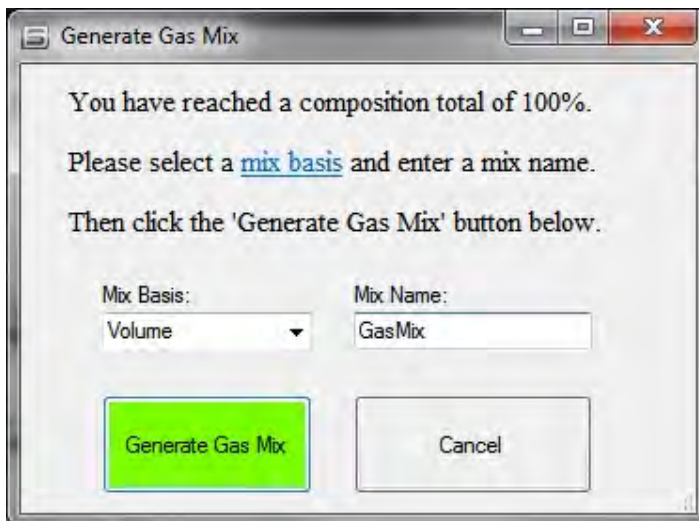 Generate Gas Mix
You have reached a composition total of 100%.
Please select a mix basis and enter a mix name.
Then click the 'Generate Gas Mix' button below.
Mix Basis: Mix Name:
Volume GasMix
Generate Gas Mix Cancel